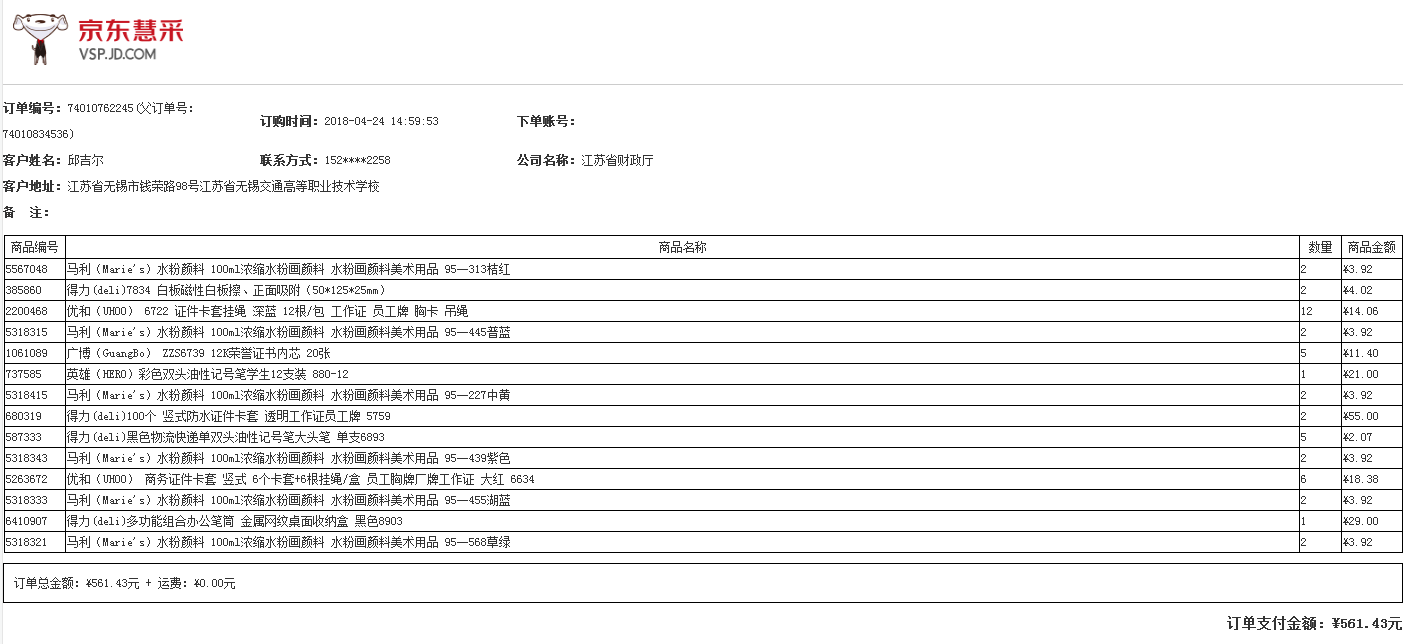 京东慧采
VSP.JD.COM
订单编号：74010762245(父订单号：
74010834536)
订购时间：2018-04-24 14:59:53
下单账号：
客户姓名：邱吉尔
联系方式：152****2258
公司名称：江苏省财政厅
客户地址：江苏省无锡市钱荣路98号江苏省无锡交通高等职业技术学校
备 注：
商品编号 商品名称 数量 商品金额
5567048 马利（Marie's）水粉颜料 100ml浓缩水粉画颜料 水粉画颜料美术用品 95—313桔红 2 ¥3.92
385860 得力(deli)7834 白板磁性白板擦、正面吸附（50*125*25mm） 2 ¥4.02
2200468 优和（UHOO） 6722 证件卡套挂绳 深蓝 12根/包 工作证 员工牌 胸卡 吊绳 12 ¥14.06
5318315 马利（Marie's）水粉颜料 100ml浓缩水粉画颜料 水粉画颜料美术用品 95—445普蓝 2 ¥3.92
1061089 广博（GuangBo） ZZS6739 12K荣誉证书内芯 20张 5 ¥11.40
737585 英雄（HERO）彩色双头油性记号笔学生12支装 880-12 1 ¥21.00
5318415 马利（Marie's）水粉颜料 100ml浓缩水粉画颜料 水粉画颜料美术用品 95—227中黄 2 ¥3.92
680319 得力(deli)100个 竖式防水证件卡套 透明工作证员工牌 5759 2 ¥55.00
587333 得力(deli)黑色物流快递单双头油性记号笔大头笔 单支6893 5 ¥2.07
5318343 马利（Marie's）水粉颜料 100ml浓缩水粉画颜料 水粉画颜料美术用品 95—439紫色 2 ¥3.92
5263672 优和（UHOO） 商务证件卡套 竖式 6个卡套+6根挂绳/盒 员工胸牌厂牌工作证 大红 6634 6 ¥18.38
5318333 马利（Marie's）水粉颜料 100ml浓缩水粉画颜料 水粉画颜料美术用品 95—455湖蓝 2 ¥3.92
6410907 得力(deli)多功能组合办公笔筒 金属网纹桌面收纳盒 黑色8903 1 ¥29.00
5318321 马利（Marie's）水粉颜料 100ml浓缩水粉画颜料 水粉画颜料美术用品 95—568草绿 2 ¥3.92
订单总金额：¥561.43元 + 运费：¥0.00元
订单支付金额：¥561.43元